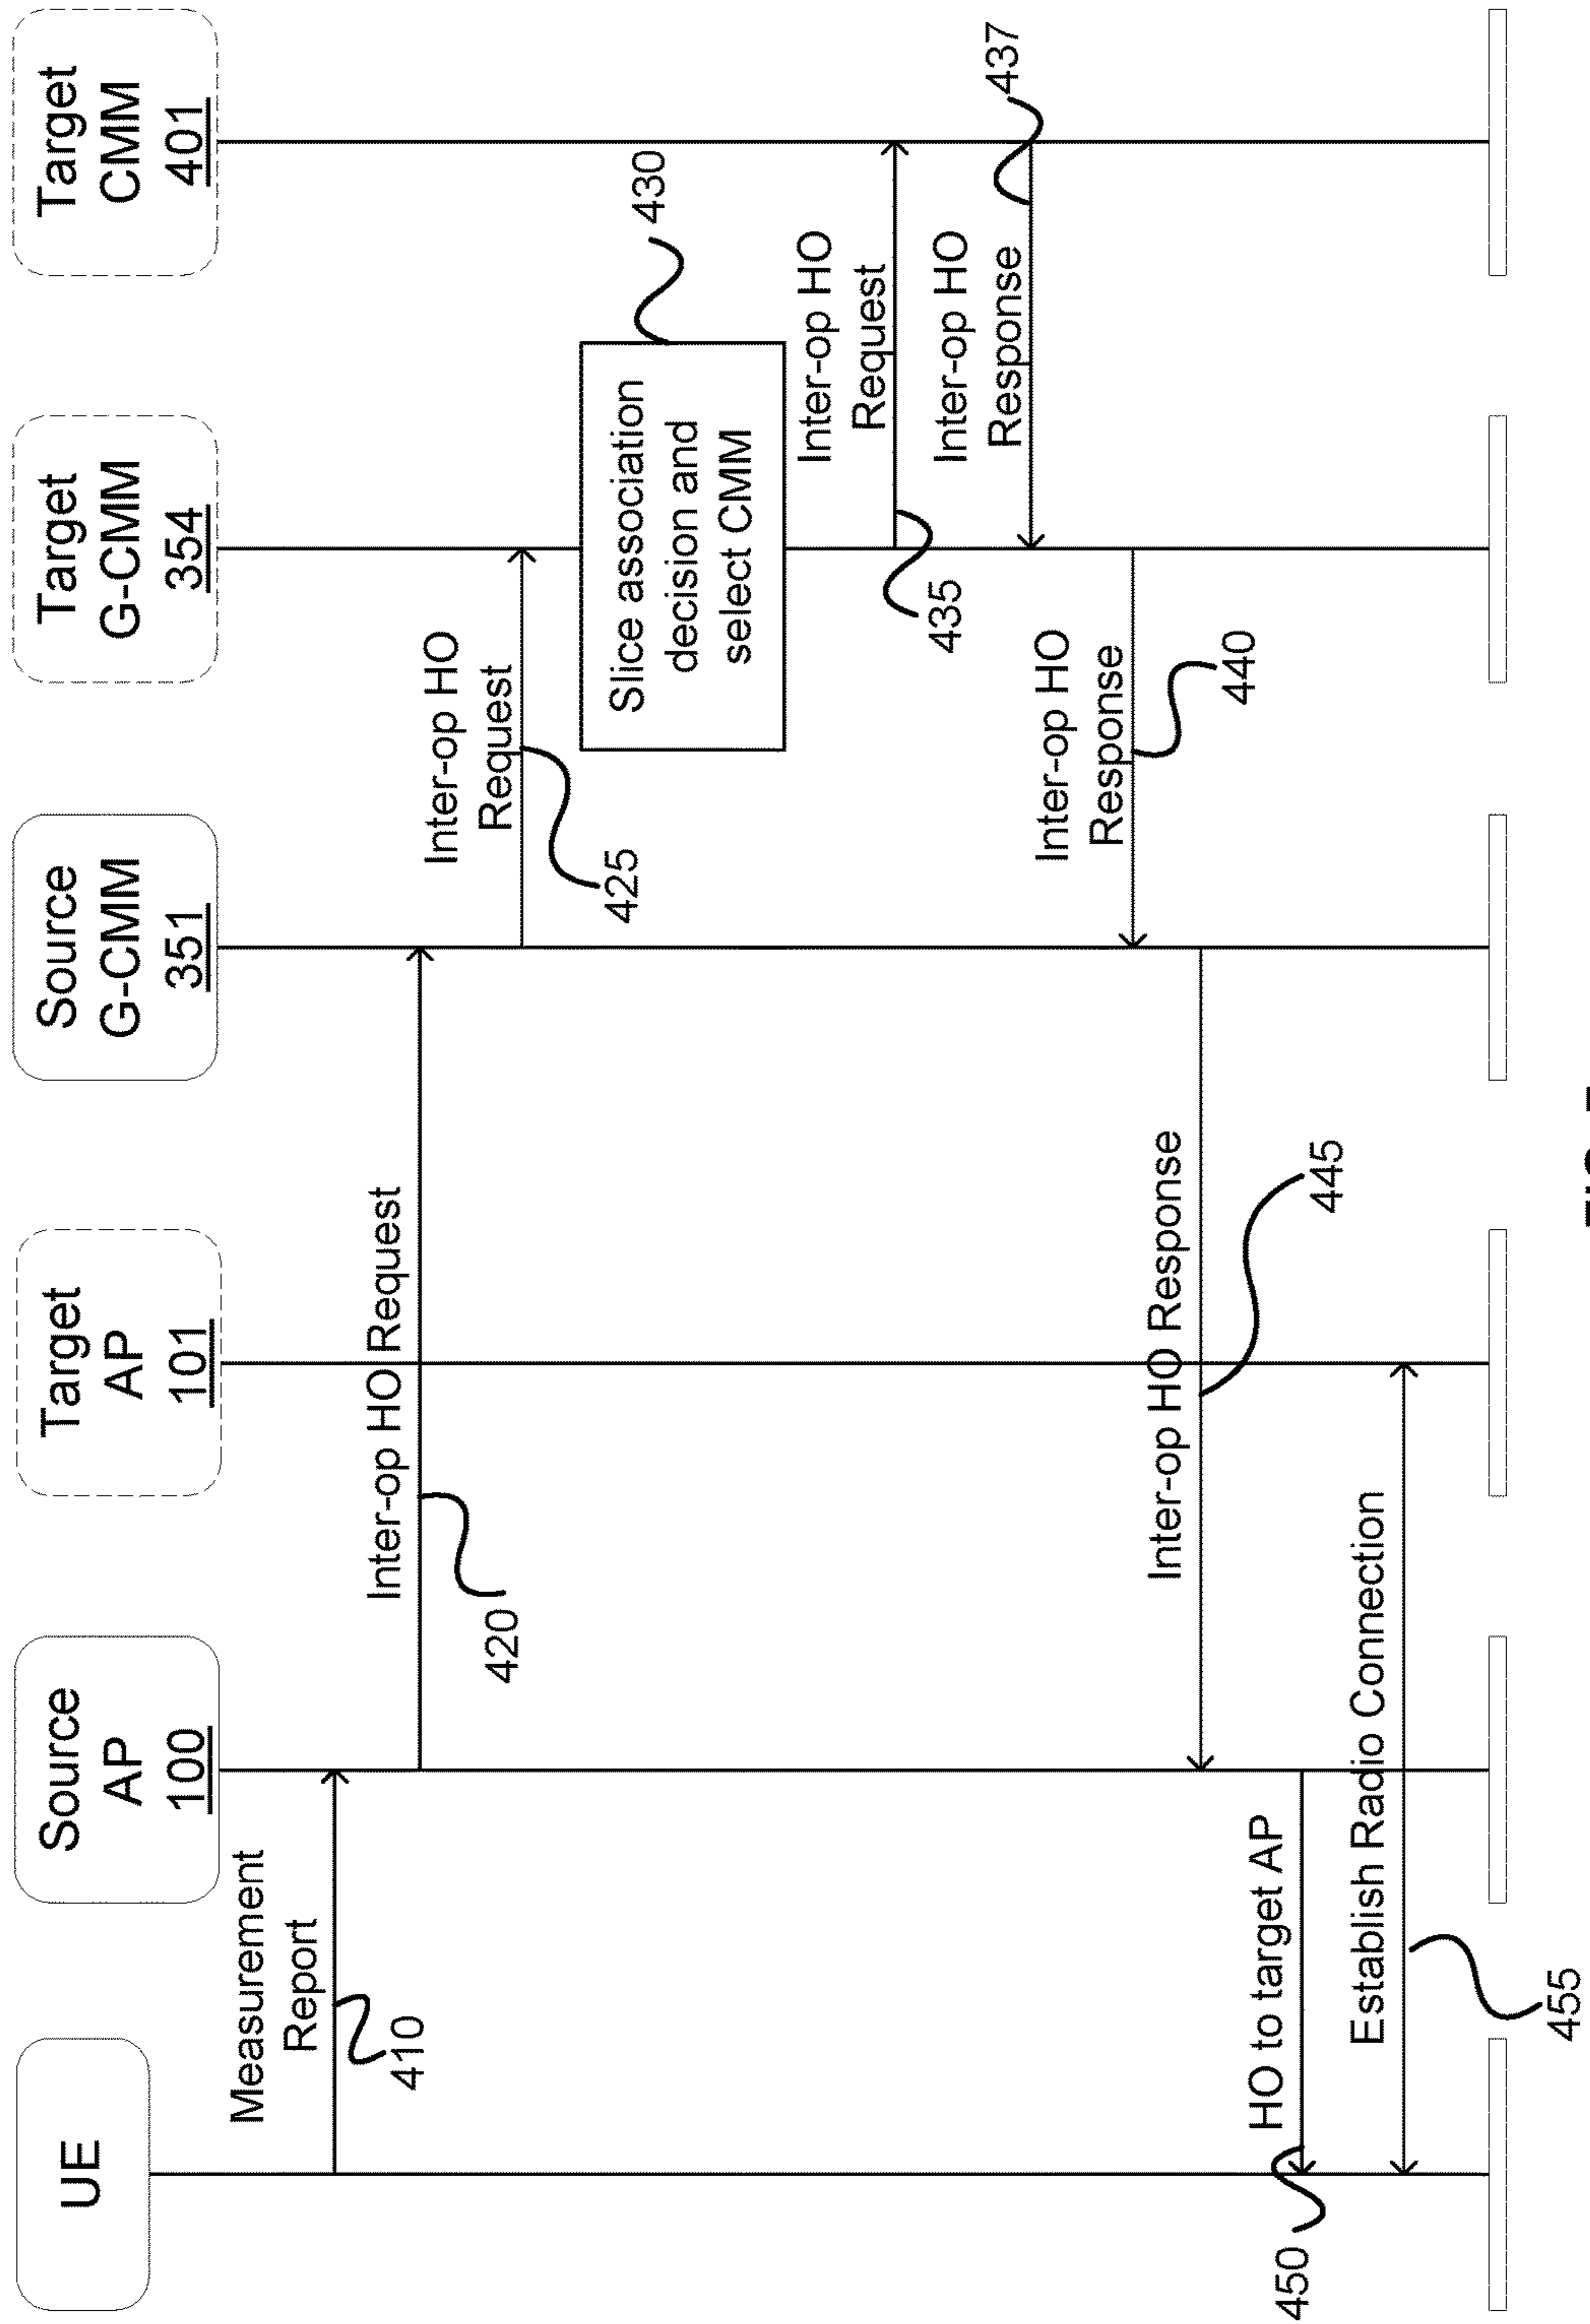 UE
Source
AP
100
Target
AP
101
Source
G-CMM
351
Target
G-CMM
354
Target
CMM
401
Measurement
Report
410
Inter-op HO Request
420
Inter-op HO
Request
425
Slice association
decision and
select CMM
430
Inter-op HO
Request
435
Inter-op HO
Response
437
Inter-op HO
Response
440
Inter-op HO Response
445
HO to target AP
450
Establish Radio Connection
455